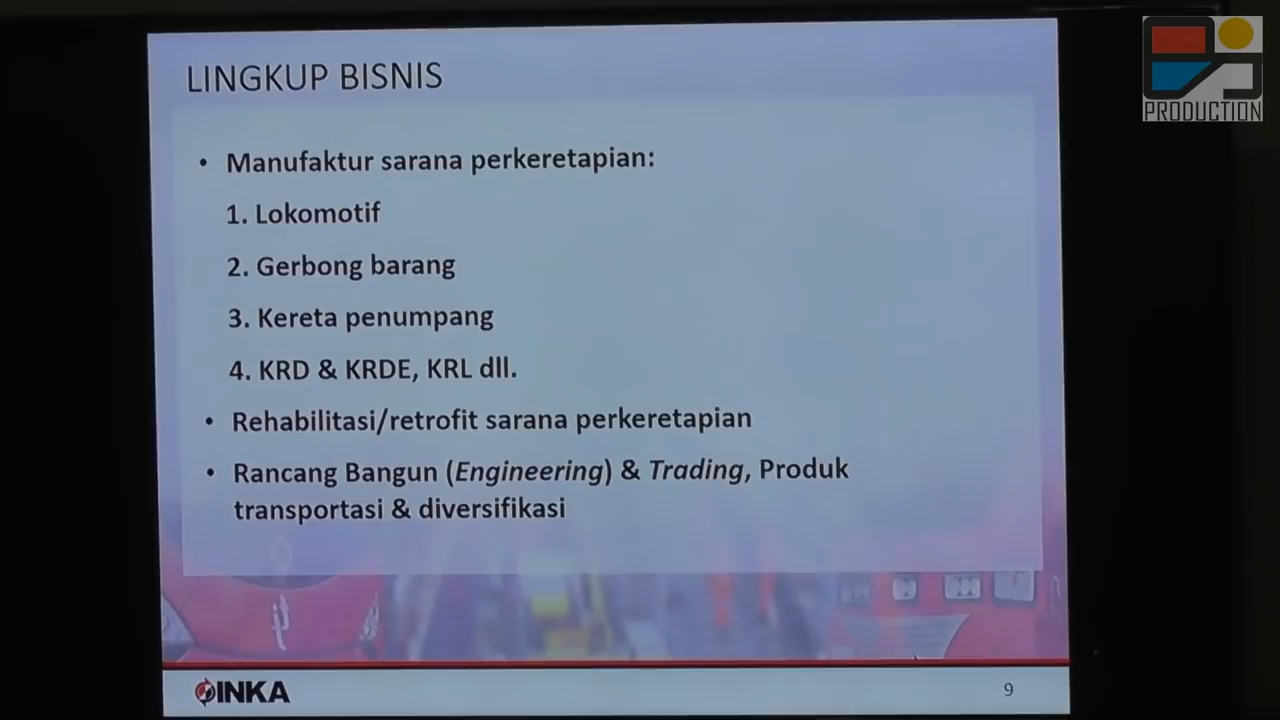 LINGKUP BISNIS
PRODUCTION
• Manufaktur sarana perkeretapian:
1. Lokomotif
2. Gerbong barang
3. Kereta penumpang
4. KRD & KRDE, KRL dll.
• Rehabilitasi/retrofit sarana perkeretapian
• Rancang Bangun (Engineering) & Trading, Produk
transportasi & diversifikasi
INKA
9